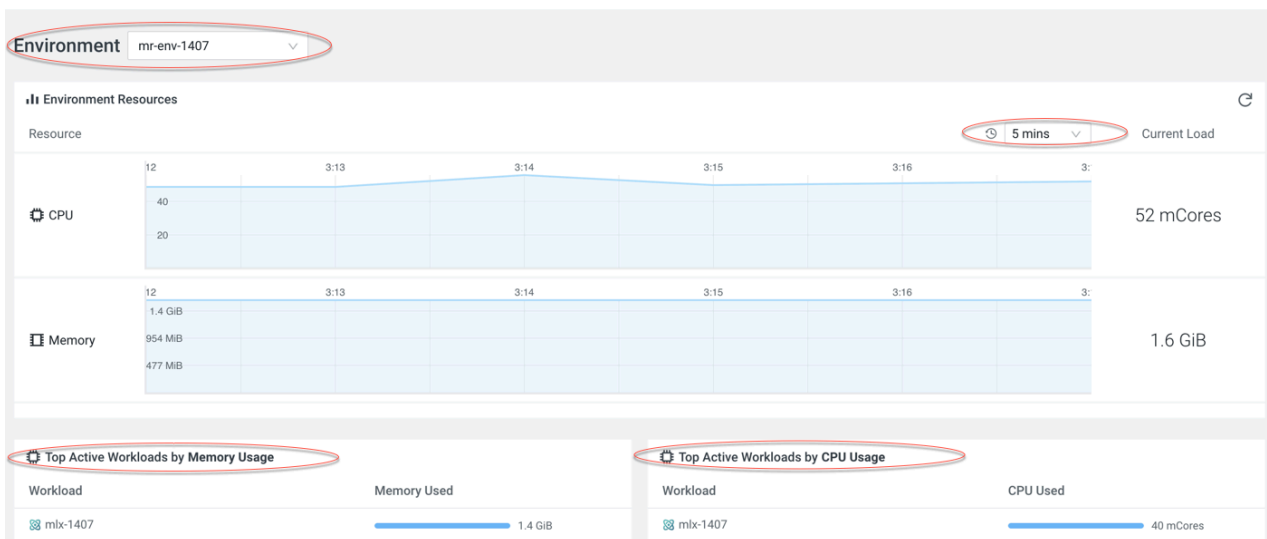 Environment mr-env-1407
Environment Resources
Resource 5 mins Current Load
12 3:13 3:14 3:15 3:16 3:
40
CPU 52 mCores
20
12 3:13 3:14 3:15 3:16 3:
1.4 GiB
954 MiB
Memory 1.6 GiB
477 MiB
Top Active Workloads by Memory Usage
Workload Memory Used
mlx-1407 1.4 GiB
Top Active Workloads by CPU Usage
Workload CPU Used
mlx-1407 40 mCores